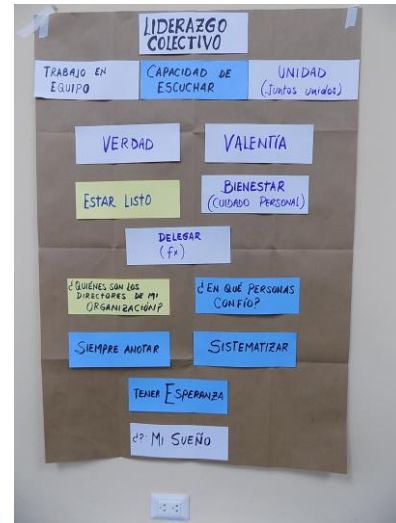 LIDERAZGO
COLECTIVO
TRABAJO EN
EQUIPO
CAPACIDAD DE
ESCUCHAR
UNIDAD
(Juntos unidos)
VERDAD
VALENTÍA
ESTAR LISTO
BIENESTAR
(CUIDADO PERSONAL)
DELEGAR
(fx)
¿QUIÉNES SON LOS
DIRECTORES DE MI
ORGANIZACIÓN?
¿EN QUÉ PERSONAS
CONFÍO?
SIEMPRE ANOTAR
SISTEMATIZAR
TENER ESPERANZA
¿?: MI SUEÑO